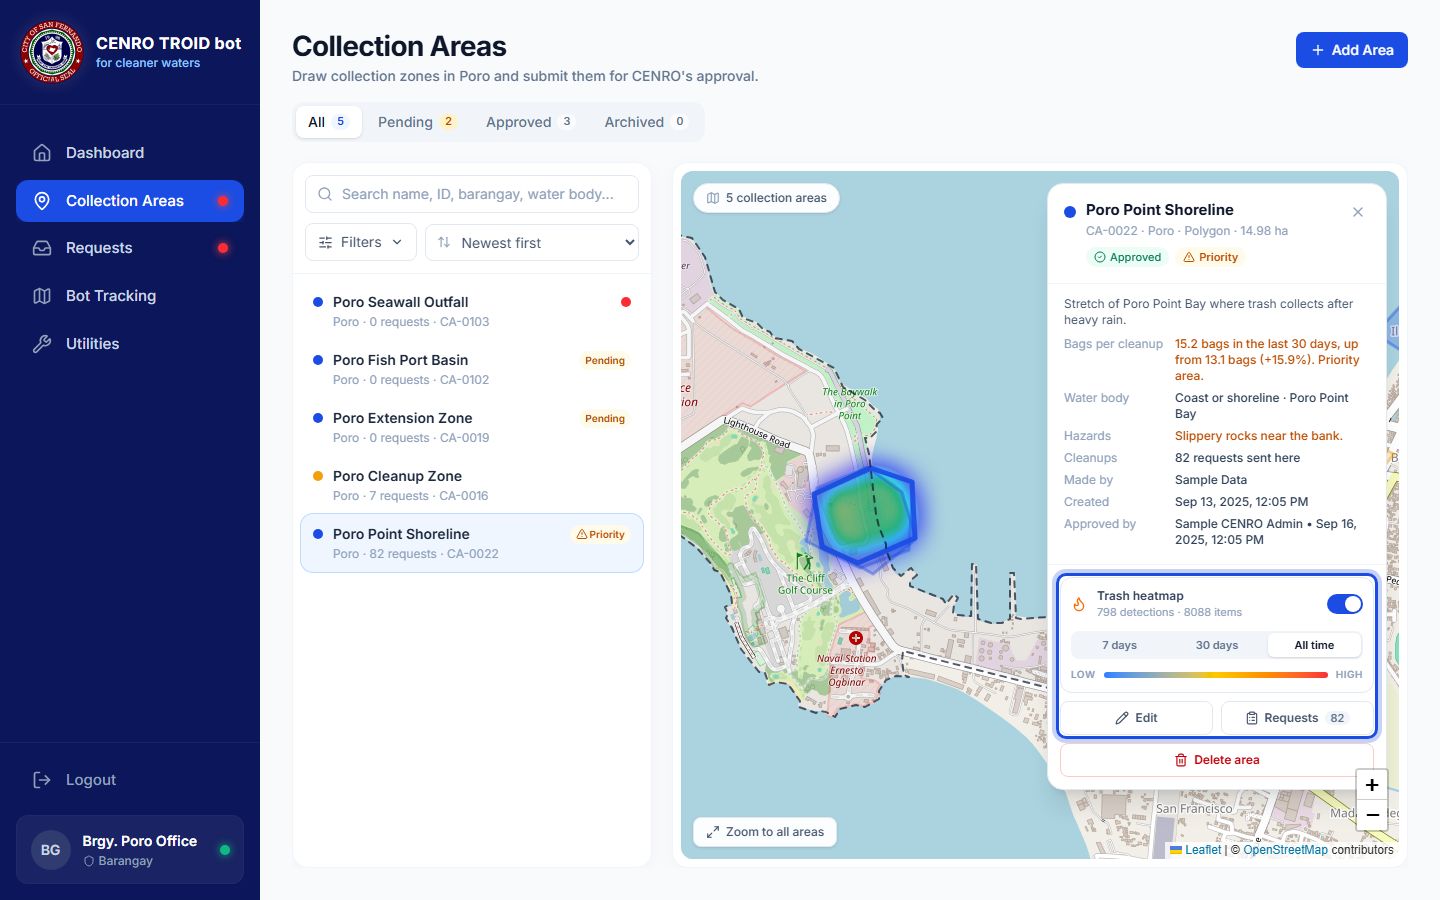 CITY OF SAN FERNANDO
OFFICIAL SEAL
CENRO TROID bot
for cleaner waters
Dashboard
Collection Areas
Requests
Bot Tracking
Utilities
Logout
BG
Brgy. Poro Office
Barangay
Collection Areas
Draw collection zones in Poro and submit them for CENRO's approval.
+ Add Area
All 5
Pending 2
Approved 3
Archived 0
Search name, ID, barangay, water body...
Filters
Newest first
Poro Seawall Outfall
Poro · 0 requests · CA-0103
Poro Fish Port Basin
Pending
Poro · 0 requests · CA-0102
Poro Extension Zone
Pending
Poro · 0 requests · CA-0019
Poro Cleanup Zone
Poro · 7 requests · CA-0016
Poro Point Shoreline
Priority
Poro · 82 requests · CA-0022
5 collection areas
The Baywalk
in Poro
Point
Lighthouse Road
The Cliff
Golf Course
Naval Station
Ernesto
Ogbinar
San Francisco
Zoom to all areas
Poro Point Shoreline
CA-0022 · Poro · Polygon · 14.98 ha
Approved
Priority
Stretch of Poro Point Bay where trash collects after
heavy rain.
Bags per cleanup
15.2 bags in the last 30 days, up
from 13.1 bags (+15.9%). Priority
area.
Water body
Coast or shoreline · Poro Point
Bay
Hazards
Slippery rocks near the bank.
Cleanups
82 requests sent here
Made by
Sample Data
Created
Sep 13, 2025, 12:05 PM
Approved by
Sample CENRO Admin • Sep 16,
2025, 12:05 PM
Trash heatmap
798 detections · 8088 items
7 days
30 days
All time
LOW
HIGH
Edit
Requests 82
Delete area
+
−
Leaflet | © OpenStreetMap contributors